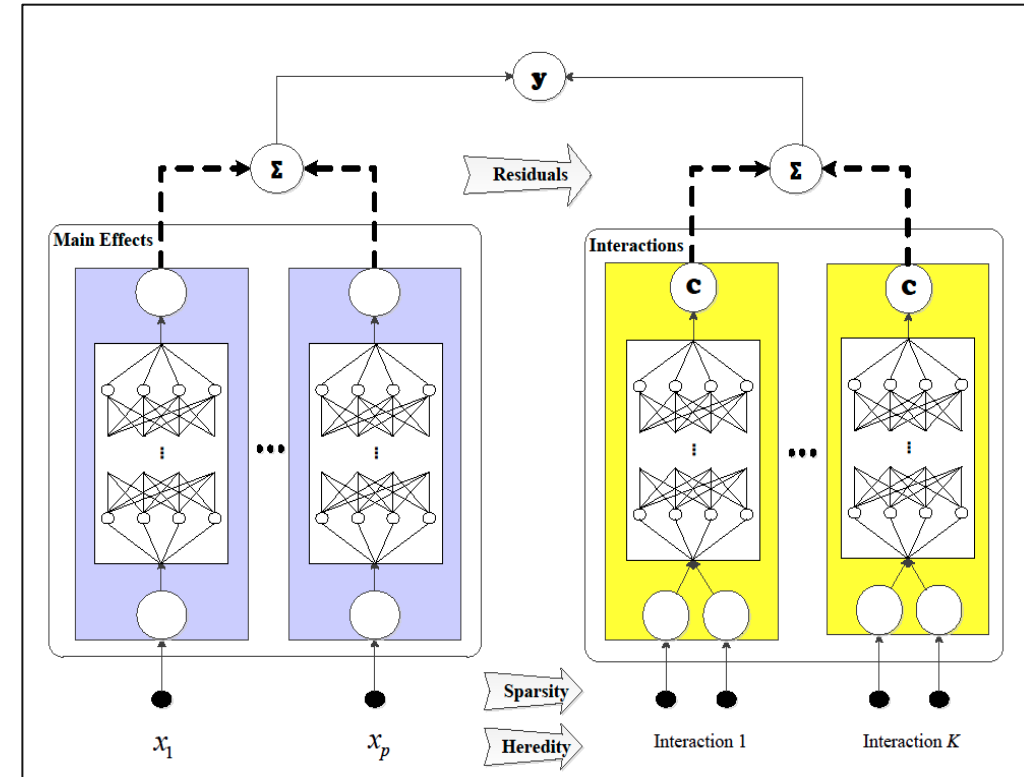 y
Σ
Residuals
Σ
Main Effects
Interactions
C
C
...
...
Sparsity
Heredity
x₁
xₚ
Interaction 1
Interaction K